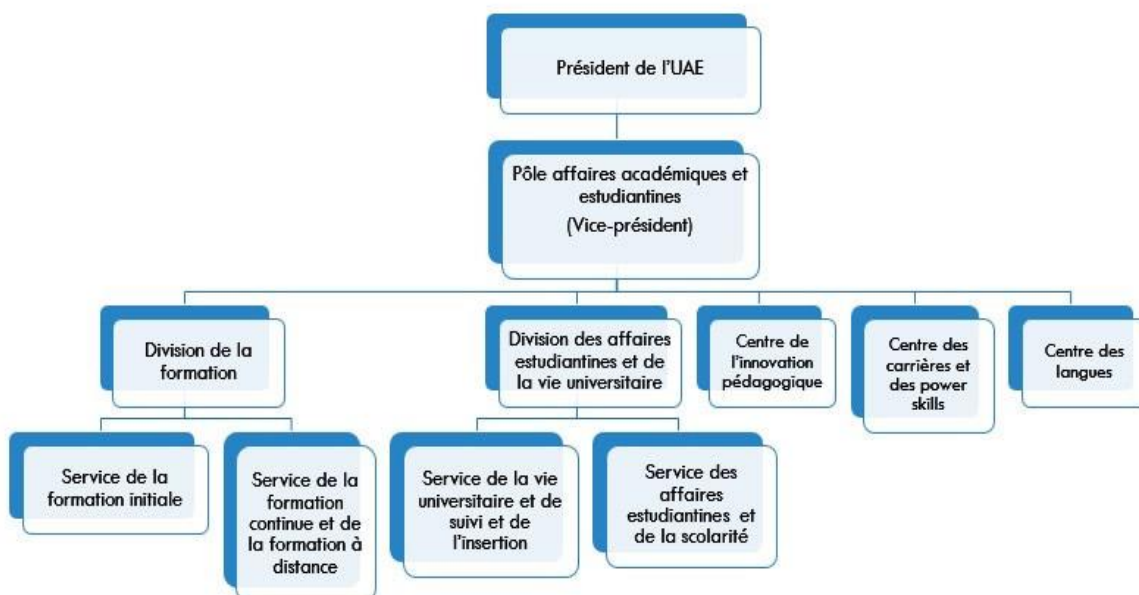 Président de l'UAE
Pôle affaires académiques et
estudiantines
(Vice-président)
Division de la
formation
Division des affaires
estudiantines et de
la vie universitaire
Centre de
l'innovation
pédagogique
Centre des
carrières et
des power
skills
Centre des
langues
Service de la
formation initiale
Service de la
formation
continue et de
la formation à
distance
Service de la vie
universitaire et de
suivi et de
l'insertion
Service des
affaires
estudiantines et
de la scolarité